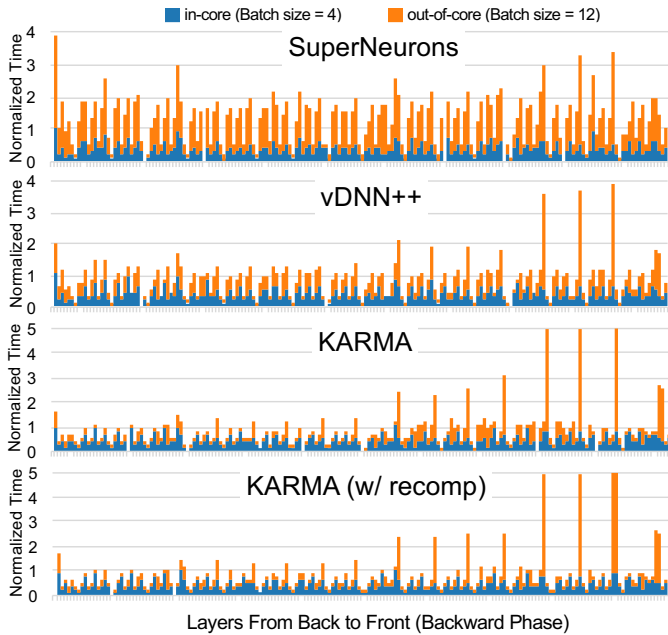 in-core (Batch size = 4) out-of-core (Batch size = 12)
SuperNeurons
Normalized Time
4
3
2
1
0
vDNN++
Normalized Time
4
3
2
1
0
KARMA
Normalized Time
5
4
3
2
1
0
KARMA (w/ recomp)
Normalized Time
5
4
3
2
1
0
Layers From Back to Front (Backward Phase)